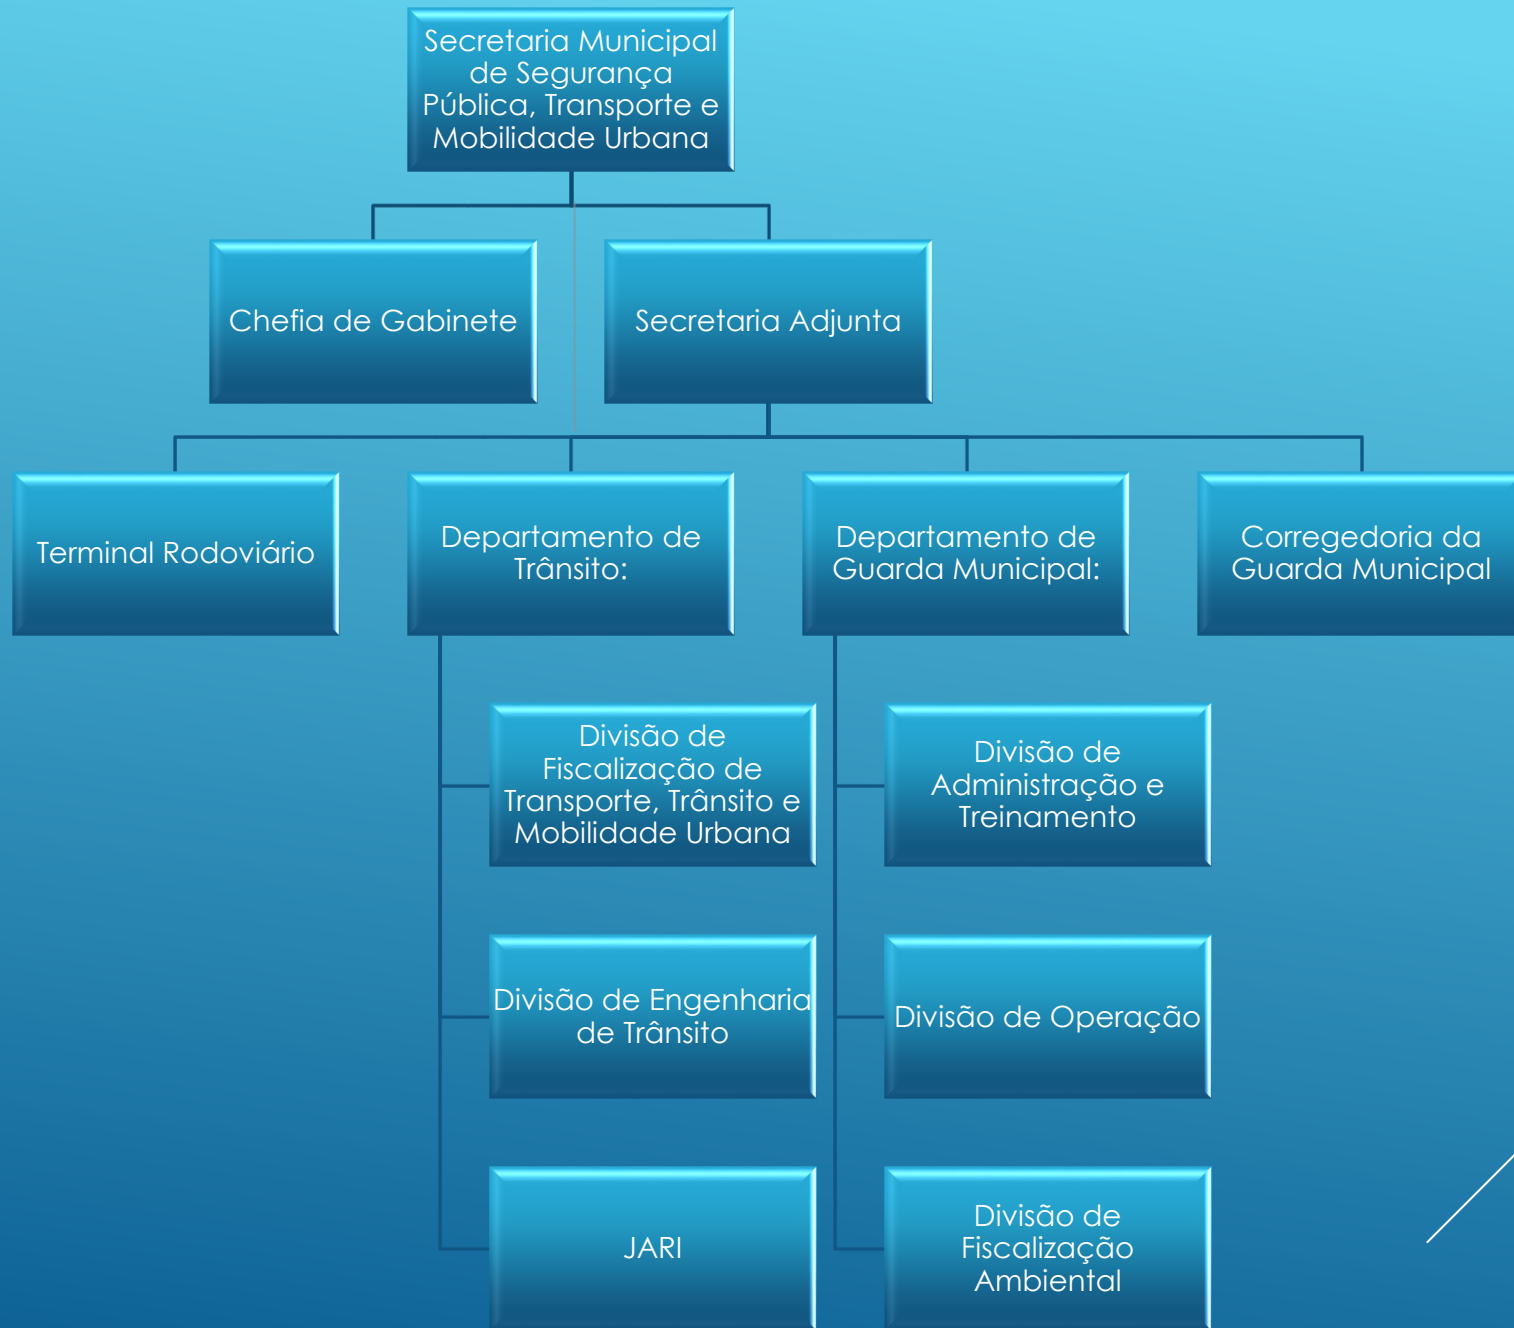 Secretaria Municipal
de Segurança
Pública, Transporte e
Mobilidade Urbana
Chefia de Gabinete
Secretaria Adjunta
Terminal Rodoviário
Departamento de
Trânsito:
Departamento de
Guarda Municipal:
Corregedoria da
Guarda Municipal
Divisão de
Fiscalização de
Transporte, Trânsito e
Mobilidade Urbana
Divisão de
Administração e
Treinamento
Divisão de Engenharia
de Trânsito
Divisão de Operação
JARI
Divisão de
Fiscalização
Ambiental